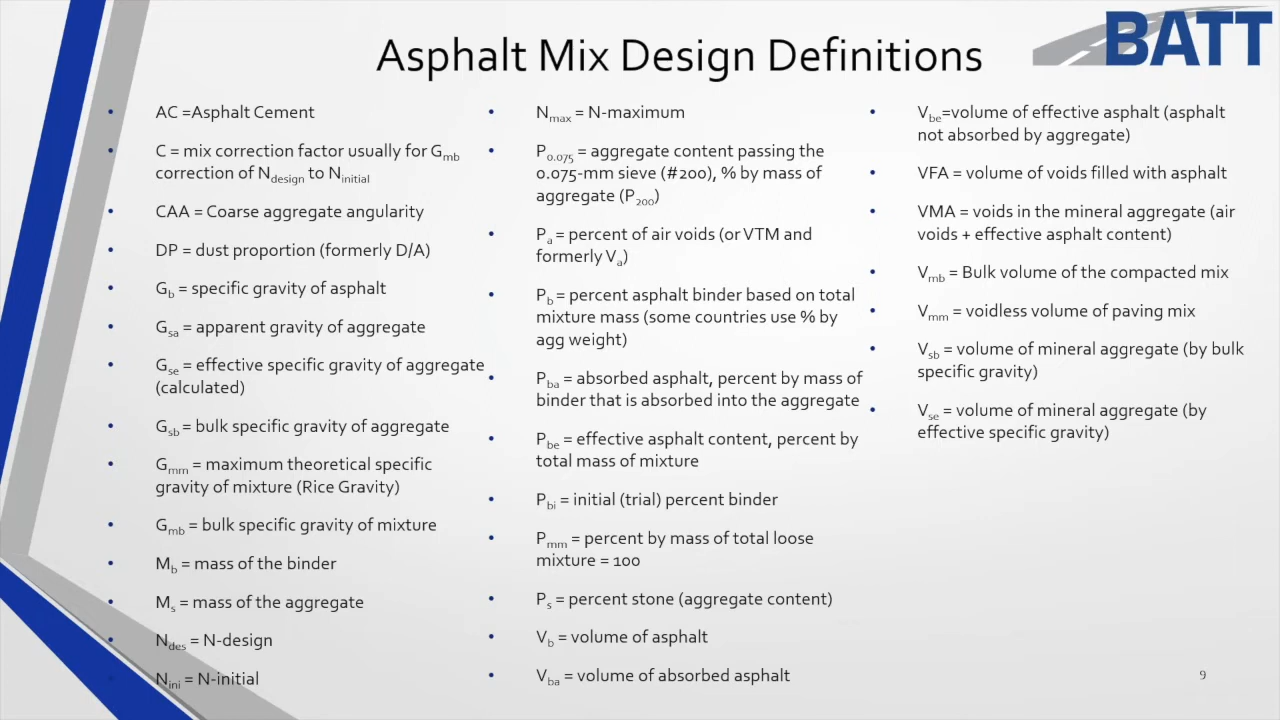 Asphalt Mix Design Definitions
BATT
• AC =Asphalt Cement
• C = mix correction factor usually for Gmb
correction of Ndesign to Ninitial
• CAA = Coarse aggregate angularity
• DP = dust proportion (formerly D/A)
• Gb = specific gravity of asphalt
• Gsa = apparent gravity of aggregate
• Gse = effective specific gravity of aggregate
(calculated)
• Gsb = bulk specific gravity of aggregate
• Gmm = maximum theoretical specific
gravity of mixture (Rice Gravity)
• Gmb = bulk specific gravity of mixture
• Mb = mass of the binder
• Ms = mass of the aggregate
• Ndes = N-design
• Nini = N-initial
• Nmax = N-maximum
• P0.075 = aggregate content passing the
0.075-mm sieve (#200), % by mass of
aggregate (P200)
• Pa = percent of air voids (or VTM and
formerly Va)
• Pb = percent asphalt binder based on total
mixture mass (some countries use % by
agg weight)
• Pba = absorbed asphalt, percent by mass of
binder that is absorbed into the aggregate
• Pbe = effective asphalt content, percent by
total mass of mixture
• Pbi = initial (trial) percent binder
• Pmm = percent by mass of total loose
mixture = 100
• Ps = percent stone (aggregate content)
• Vb = volume of asphalt
• Vba = volume of absorbed asphalt
• Vbe=volume of effective asphalt (asphalt
not absorbed by aggregate)
• VFA = volume of voids filled with asphalt
• VMA = voids in the mineral aggregate (air
voids + effective asphalt content)
• Vmb = Bulk volume of the compacted mix
• Vmm = voidless volume of paving mix
• Vsb = volume of mineral aggregate (by bulk
specific gravity)
• Vse = volume of mineral aggregate (by
effective specific gravity)
9